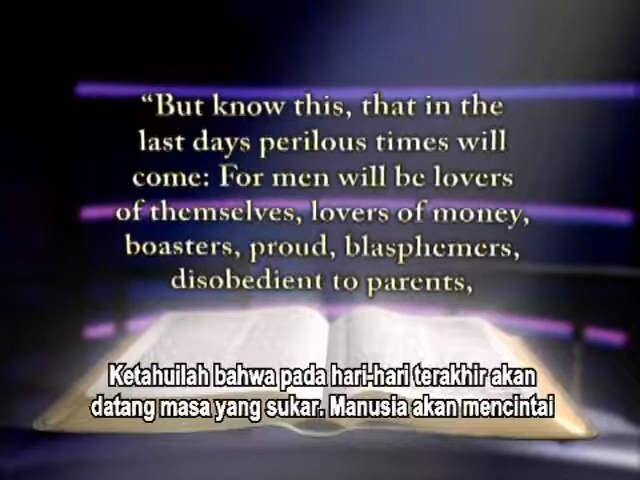 “But know this, that in the
last days perilous times will
come: For men will be lovers
of themselves, lovers of money,
boasters, proud, blasphemers,
disobedient to parents,
Ketahuilah bahwa pada hari-hari terakhir akan
datang masa yang sukar. Manusia akan mencintai